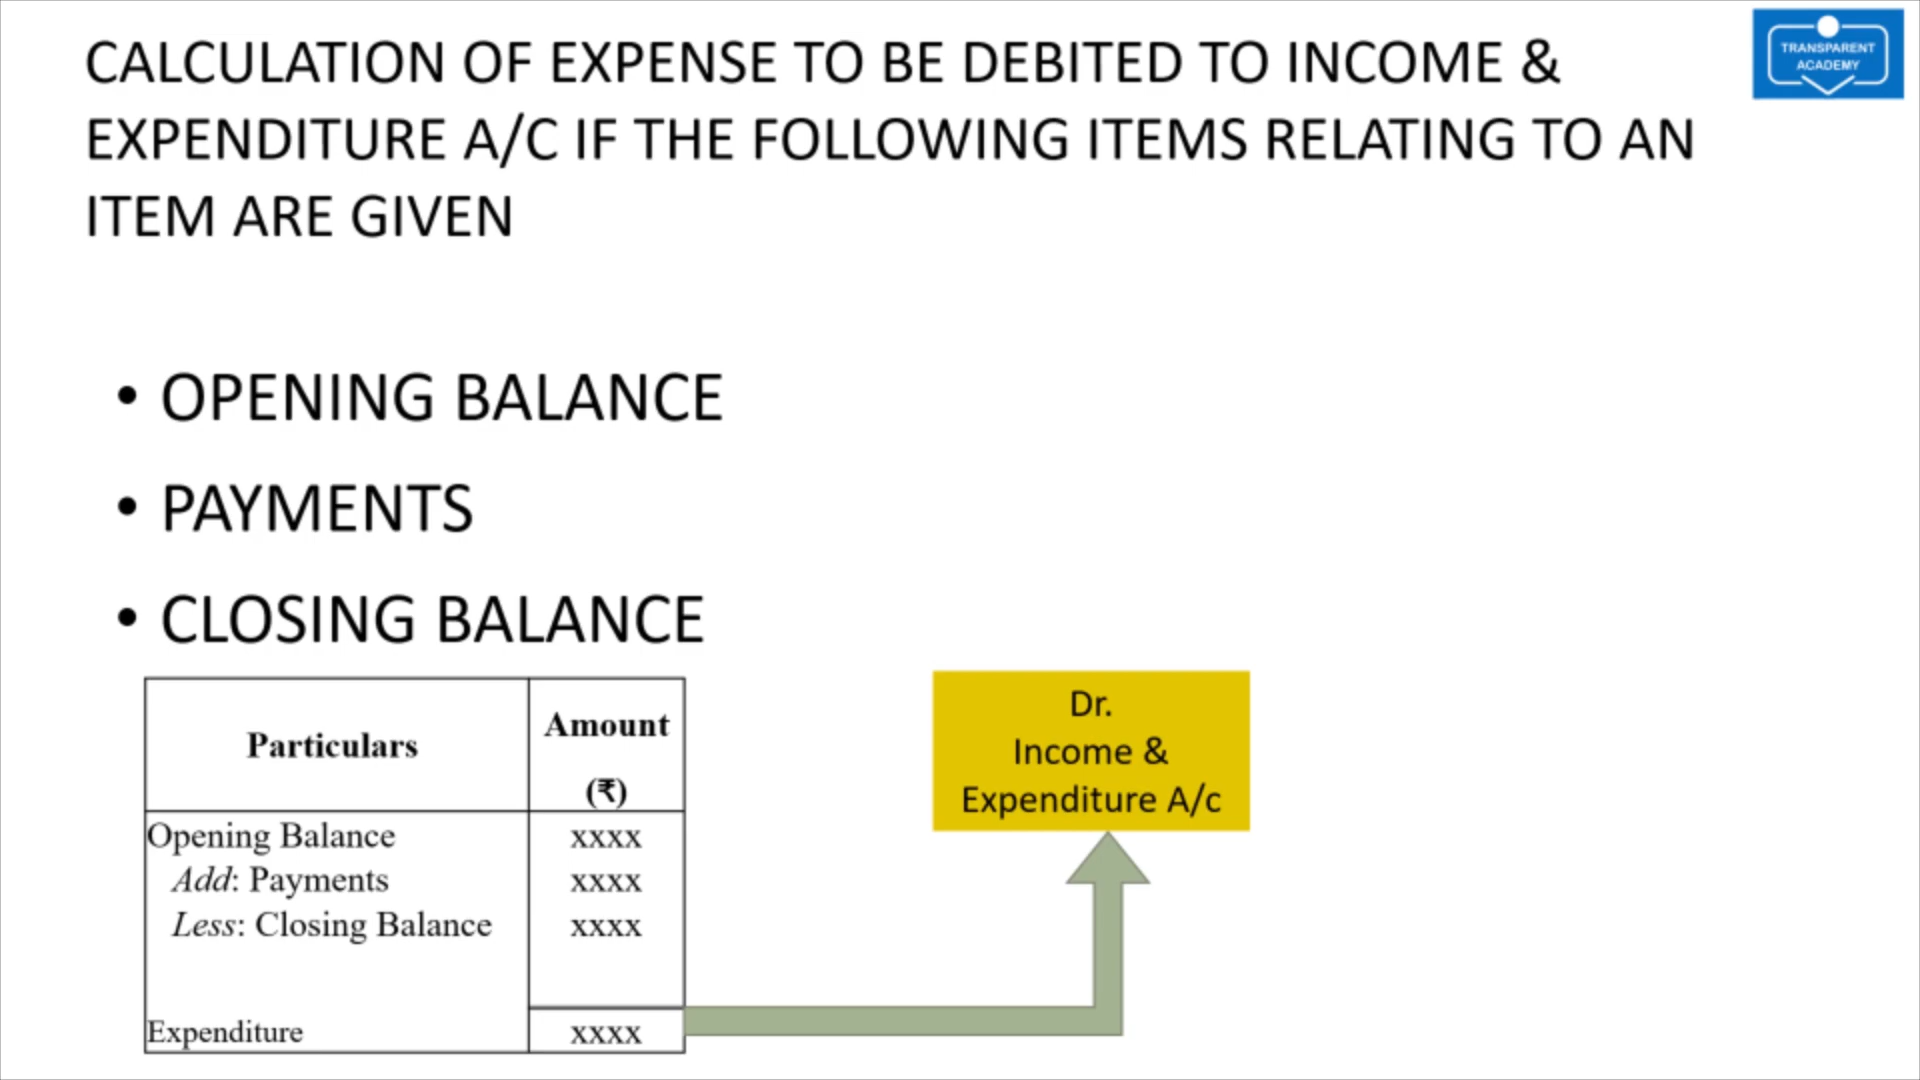 CALCULATION OF EXPENSE TO BE DEBITED TO INCOME &
EXPENDITURE A/C IF THE FOLLOWING ITEMS RELATING TO AN
ITEM ARE GIVEN
TRANSPARENT
ACADEMY
• OPENING BALANCE
• PAYMENTS
• CLOSING BALANCE
Particulars
Amount
(₹)
Opening Balance xxxx
Add: Payments xxxx
Less: Closing Balance xxxx
Expenditure xxxx
Dr.
Income &
Expenditure A/c